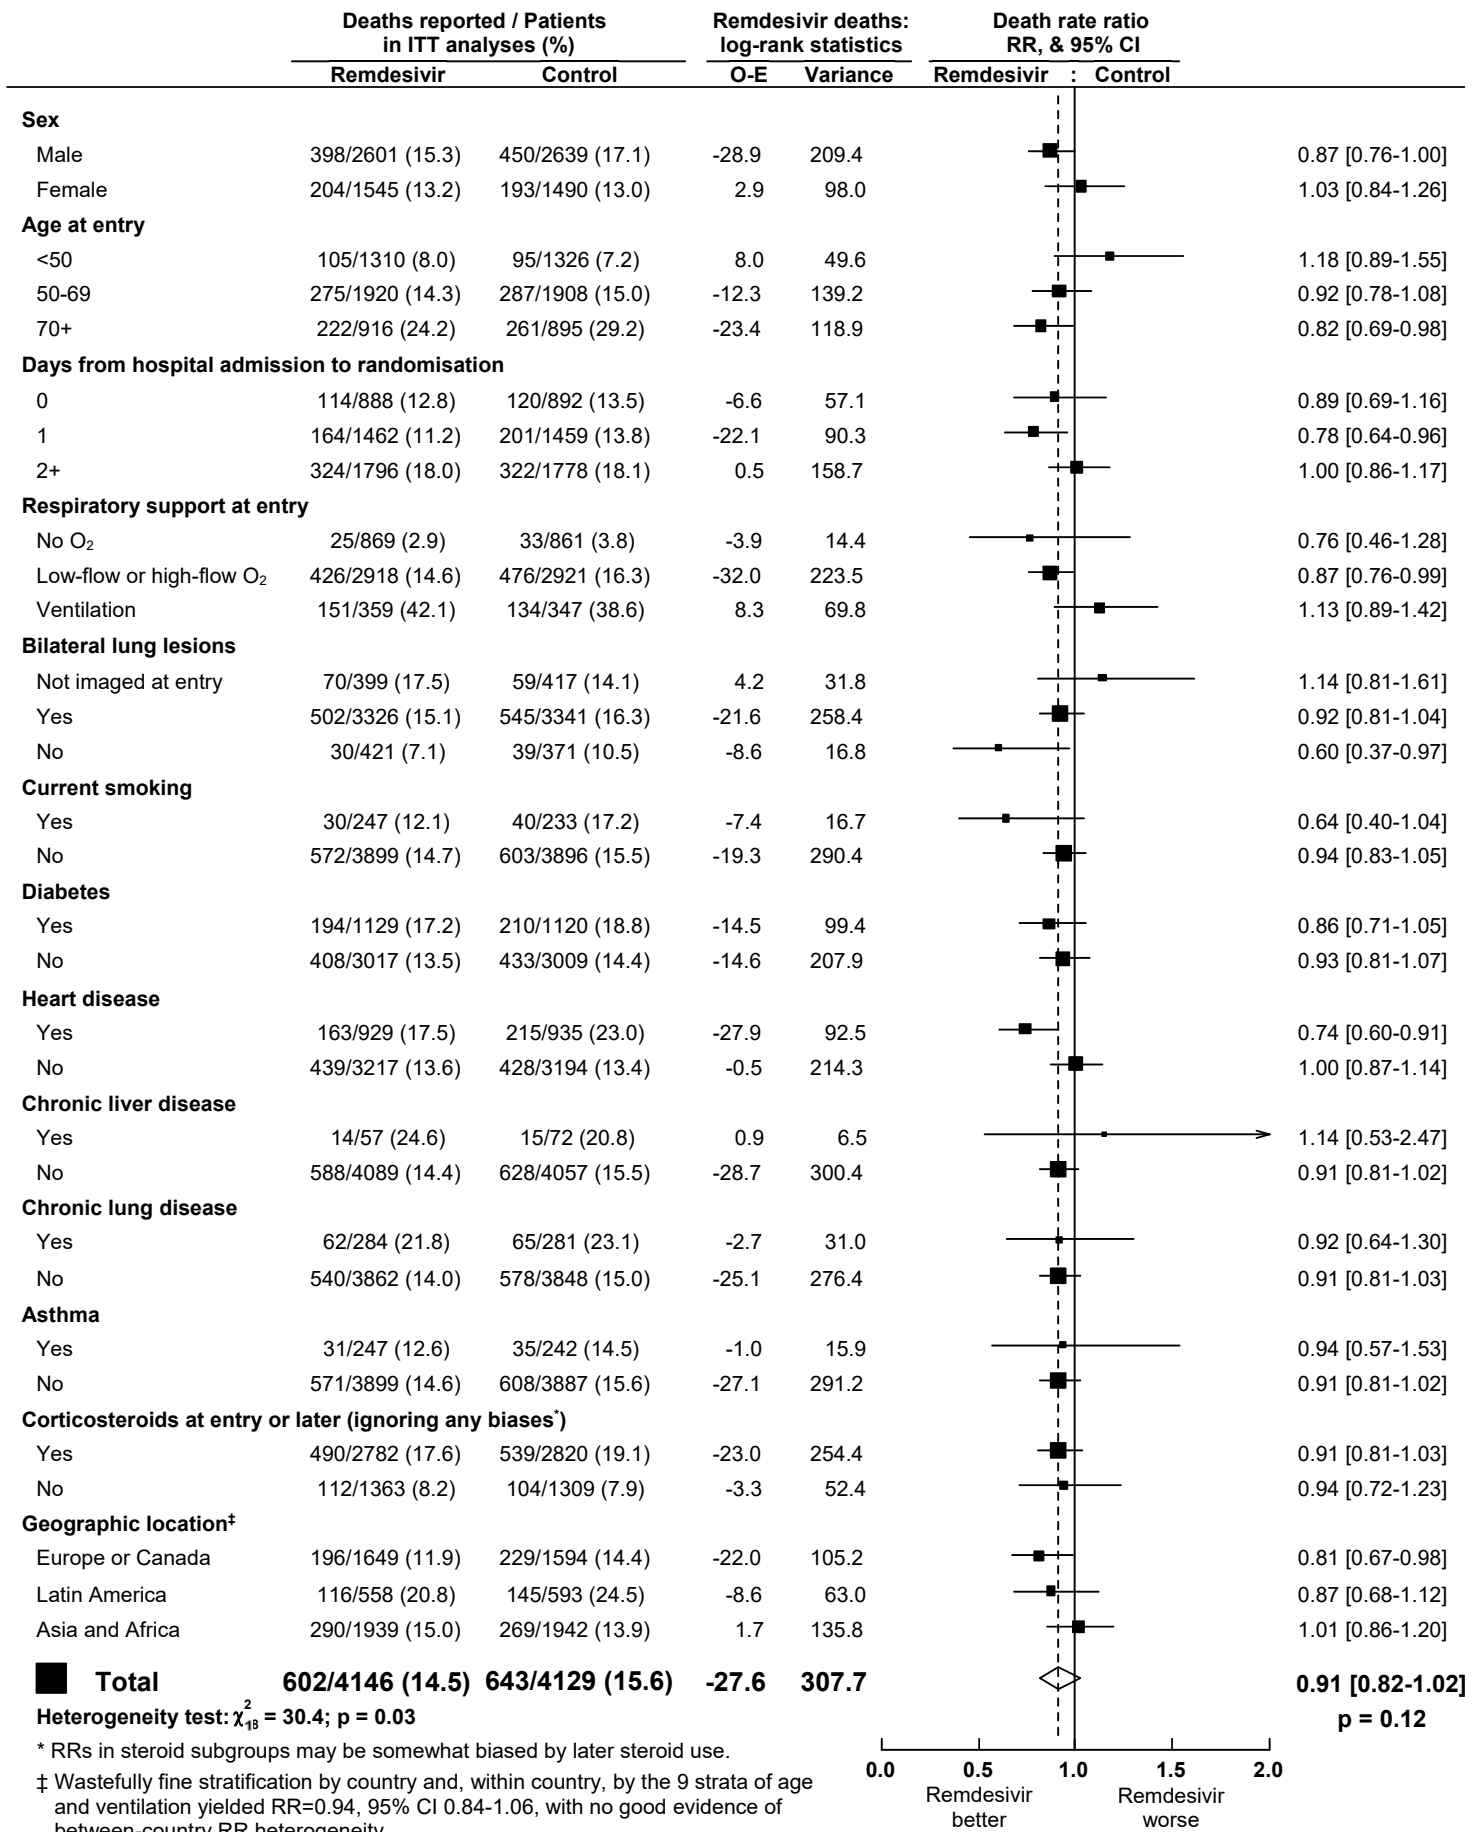 Deaths reported / Patients Remdesivir deaths: Death rate ratio
in ITT analyses (%) log-rank statistics RR, & 95% CI
Remdesivir Control O-E Variance Remdesivir : Control
Sex
Male 398/2601 (15.3) 450/2639 (17.1) -28.9 209.4 0.87 [0.76-1.00]
Female 204/1545 (13.2) 193/1490 (13.0) 2.9 98.0 1.03 [0.84-1.26]
Age at entry
<50 105/1310 (8.0) 95/1326 (7.2) 8.0 49.6 1.18 [0.89-1.55]
50-69 275/1920 (14.3) 287/1908 (15.0) -12.3 139.2 0.92 [0.78-1.08]
70+ 222/916 (24.2) 261/895 (29.2) -23.4 118.9 0.82 [0.69-0.98]
Days from hospital admission to randomisation
0 114/888 (12.8) 120/892 (13.5) -6.6 57.1 0.89 [0.69-1.16]
1 164/1462 (11.2) 201/1459 (13.8) -22.1 90.3 0.78 [0.64-0.96]
2+ 324/1796 (18.0) 322/1778 (18.1) 0.5 158.7 1.00 [0.86-1.17]
Respiratory support at entry
No O₂ 25/869 (2.9) 33/861 (3.8) -3.9 14.4 0.76 [0.46-1.28]
Low-flow or high-flow O₂ 426/2918 (14.6) 476/2921 (16.3) -32.0 223.5 0.87 [0.76-0.99]
Ventilation 151/359 (42.1) 134/347 (38.6) 8.3 69.8 1.13 [0.89-1.42]
Bilateral lung lesions
Not imaged at entry 70/399 (17.5) 59/417 (14.1) 4.2 31.8 1.14 [0.81-1.61]
Yes 502/3326 (15.1) 545/3341 (16.3) -21.6 258.4 0.92 [0.81-1.04]
No 30/421 (7.1) 39/371 (10.5) -8.6 16.8 0.60 [0.37-0.97]
Current smoking
Yes 30/247 (12.1) 40/233 (17.2) -7.4 16.7 0.64 [0.40-1.04]
No 572/3899 (14.7) 603/3896 (15.5) -19.3 290.4 0.94 [0.83-1.05]
Diabetes
Yes 194/1129 (17.2) 210/1120 (18.8) -14.5 99.4 0.86 [0.71-1.05]
No 408/3017 (13.5) 433/3009 (14.4) -14.6 207.9 0.93 [0.81-1.07]
Heart disease
Yes 163/929 (17.5) 215/935 (23.0) -27.9 92.5 0.74 [0.60-0.91]
No 439/3217 (13.6) 428/3194 (13.4) -0.5 214.3 1.00 [0.87-1.14]
Chronic liver disease
Yes 14/57 (24.6) 15/72 (20.8) 0.9 6.5 1.14 [0.53-2.47]
No 588/4089 (14.4) 628/4057 (15.5) -28.7 300.4 0.91 [0.81-1.02]
Chronic lung disease
Yes 62/284 (21.8) 65/281 (23.1) -2.7 31.0 0.92 [0.64-1.30]
No 540/3862 (14.0) 578/3848 (15.0) -25.1 276.4 0.91 [0.81-1.03]
Asthma
Yes 31/247 (12.6) 35/242 (14.5) -1.0 15.9 0.94 [0.57-1.53]
No 571/3899 (14.6) 608/3887 (15.6) -27.1 291.2 0.91 [0.81-1.02]
Corticosteroids at entry or later (ignoring any biases*)
Yes 490/2782 (17.6) 539/2820 (19.1) -23.0 254.4 0.91 [0.81-1.03]
No 112/1363 (8.2) 104/1309 (7.9) -3.3 52.4 0.94 [0.72-1.23]
Geographic location‡
Europe or Canada 196/1649 (11.9) 229/1594 (14.4) -22.0 105.2 0.81 [0.67-0.98]
Latin America 116/558 (20.8) 145/593 (24.5) -8.6 63.0 0.87 [0.68-1.12]
Asia and Africa 290/1939 (15.0) 269/1942 (13.9) 1.7 135.8 1.01 [0.86-1.20]
Total 602/4146 (14.5) 643/4129 (15.6) -27.6 307.7 0.91 [0.82-1.02]
Heterogeneity test: χ²₁₈ = 30.4; p = 0.03 p = 0.12
* RRs in steroid subgroups may be somewhat biased by later steroid use.
‡ Wastefully fine stratification by country and, within country, by the 9 strata of age
and ventilation yielded RR=0.94, 95% CI 0.84-1.06, with no good evidence of
between-country RR heterogeneity
0.0 0.5 1.0 1.5 2.0
Remdesivir Remdesivir
better worse